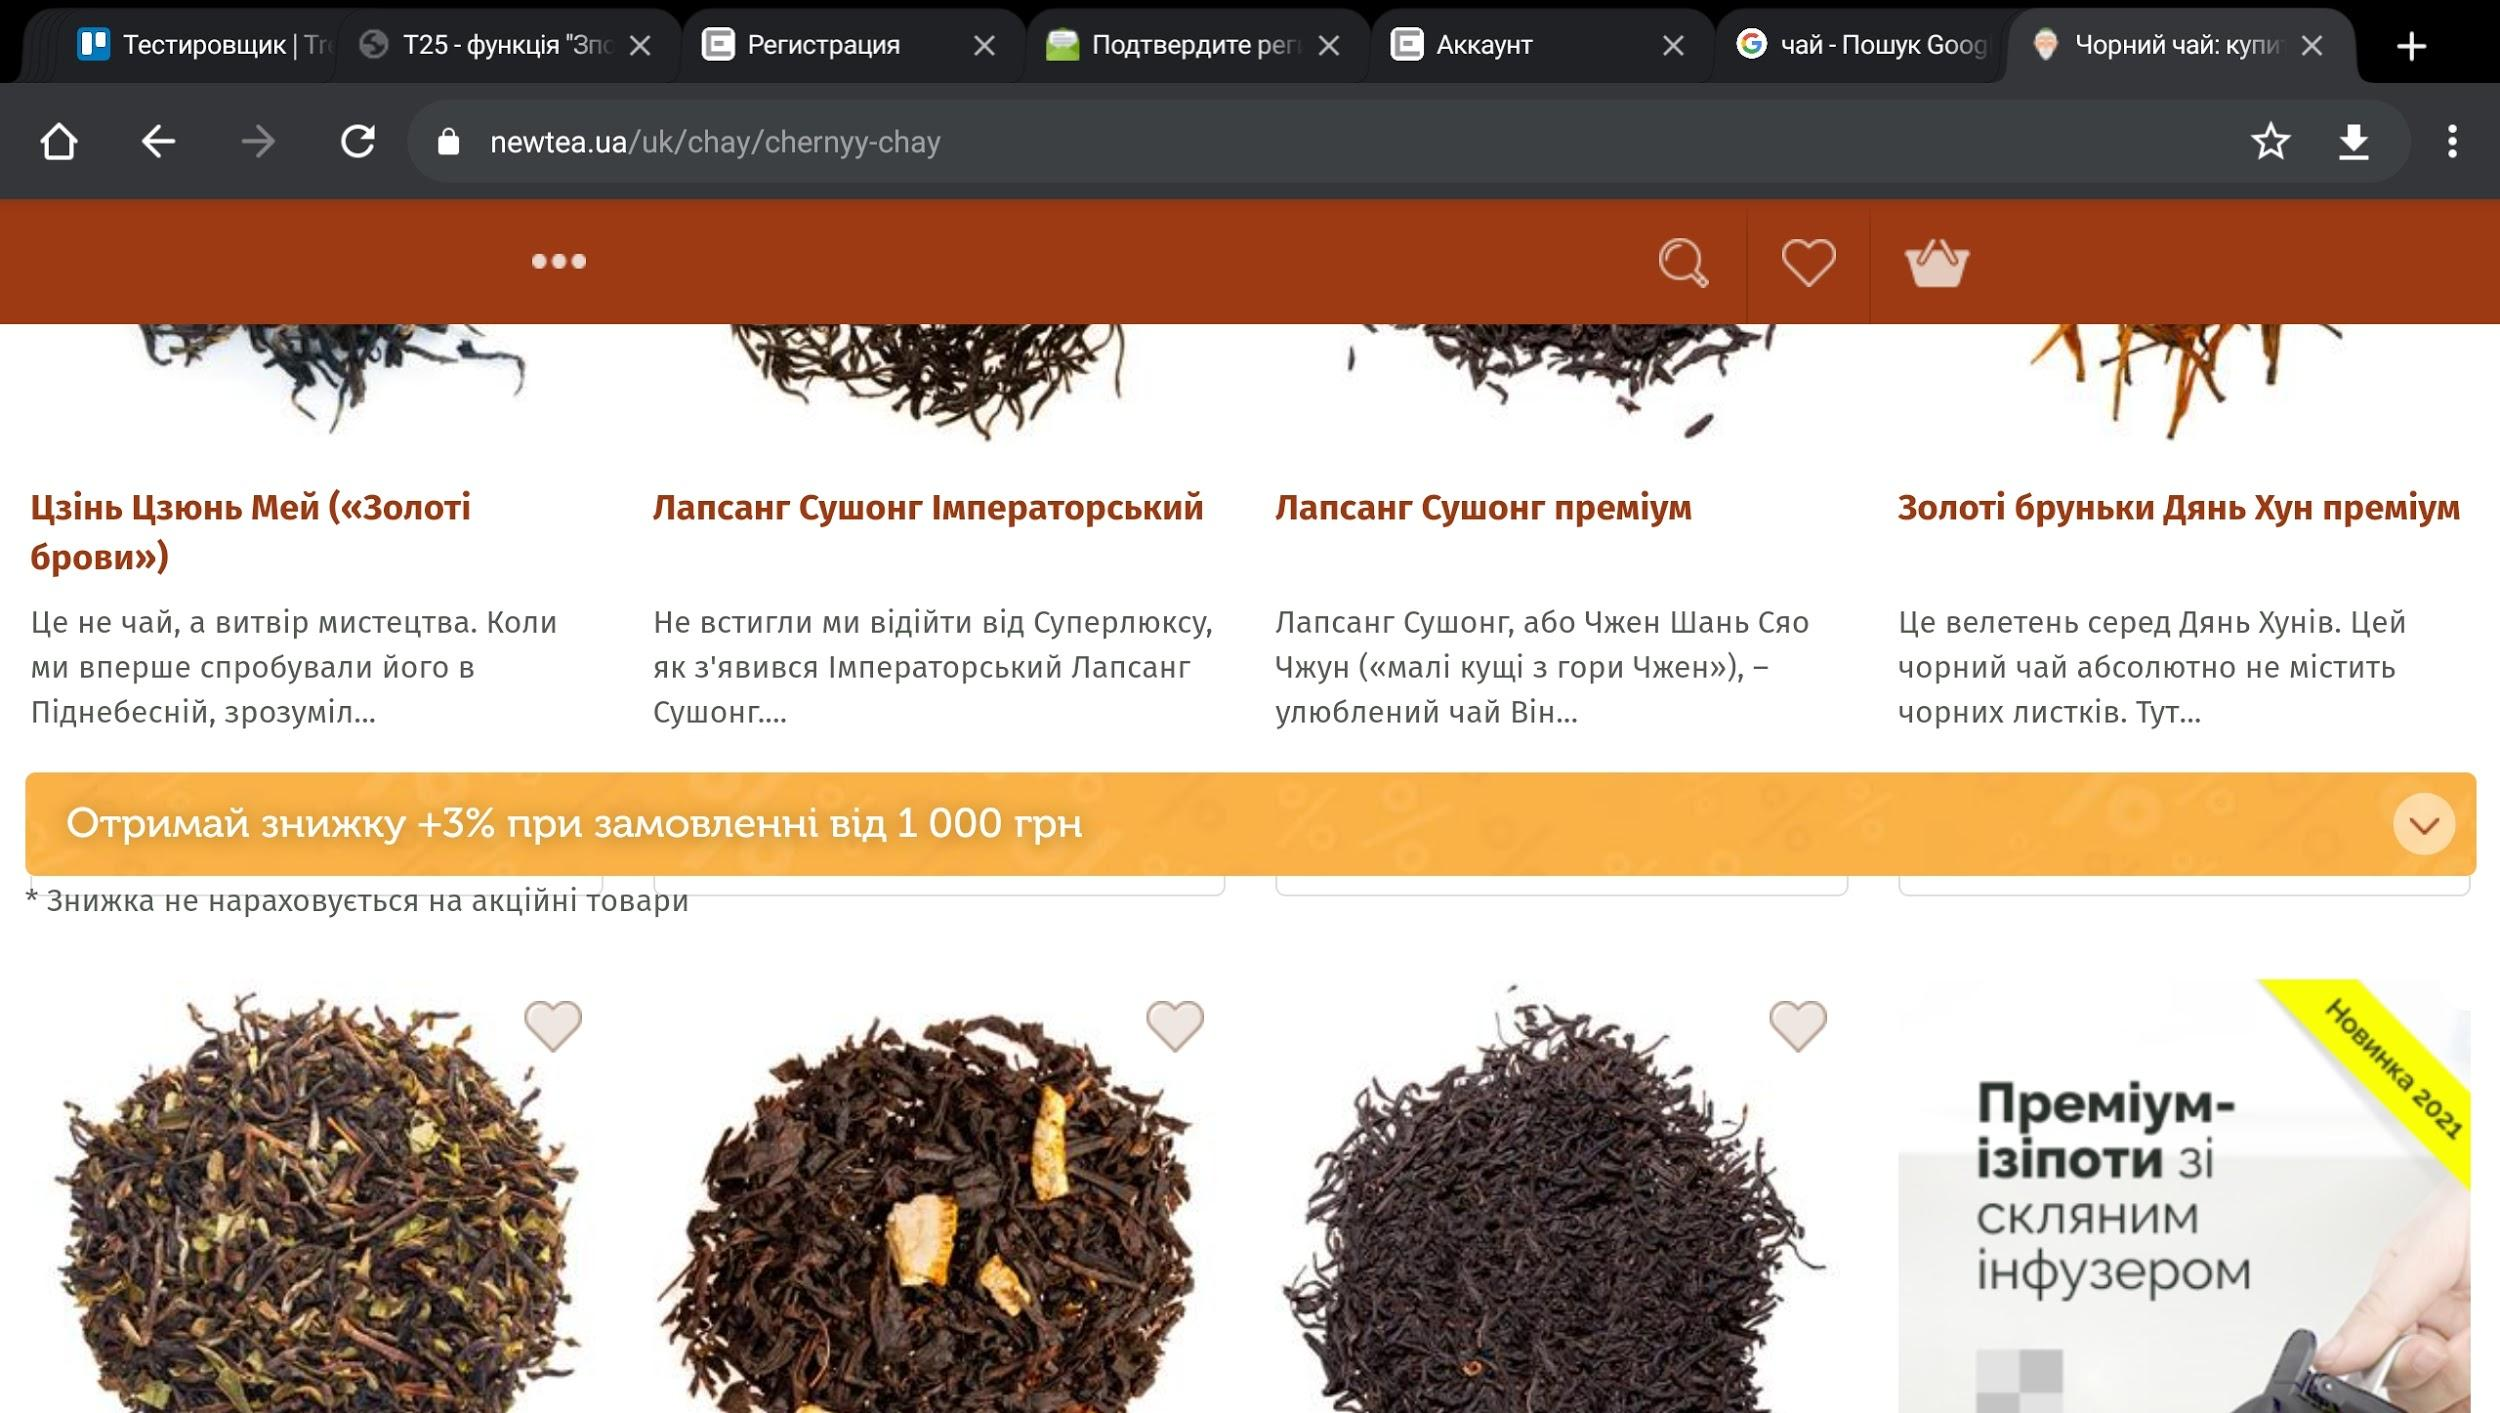 Тестировщик | Tre
T25 - функція "Зпо
Регистрация
Подтвердите рег
Аккаунт
чай - Пошук Goog
Чорний чай: купит
newtea.ua/uk/chay/chernyy-chay
Цзінь Цзюнь Мей («Золоті
брови»)
Це не чай, а витвір мистецтва. Коли
ми вперше спробували його в
Піднебесній, зрозуміл...
Лапсанг Сушонг Імператорський
Не встигли ми відійти від Суперлюксу,
як з'явився Імператорський Лапсанг
Сушонг....
Лапсанг Сушонг преміум
Лапсанг Сушонг, або Чжен Шань Сяо
Чжун («малі кущі з гори Чжен»), –
улюблений чай Він...
Золоті бруньки Дянь Хун преміум
Це велетень серед Дянь Хунів. Цей
чорний чай абсолютно не містить
чорних листків. Тут...
Отримай знижку +3% при замовленні від 1 000 грн
* Знижка не нараховується на акційні товари
Новинка 2021
Преміум-
ізіпоти зі
скляним
інфузером